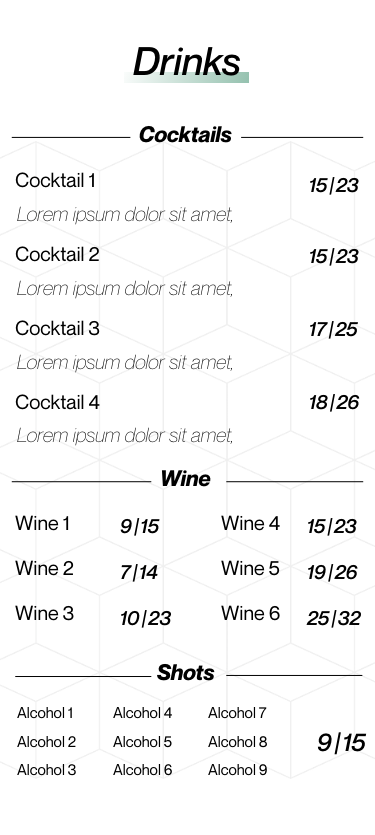 Drinks
Cocktails
Cocktail 1 15|23
Lorem ipsum dolor sit amet,
Cocktail 2 15|23
Lorem ipsum dolor sit amet,
Cocktail 3 17|25
Lorem ipsum dolor sit amet,
Cocktail 4 18|26
Lorem ipsum dolor sit amet,
Wine
Wine 1 9|15 Wine 4 15|23
Wine 2 7|14 Wine 5 19|26
Wine 3 10|23 Wine 6 25|32
Shots
Alcohol 1 Alcohol 4 Alcohol 7
Alcohol 2 Alcohol 5 Alcohol 8 9|15
Alcohol 3 Alcohol 6 Alcohol 9